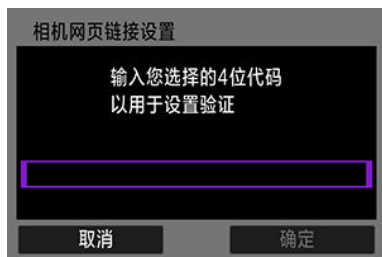 相机网页链接设置
输入您选择的4位代码
以用于设置验证
取消
确定